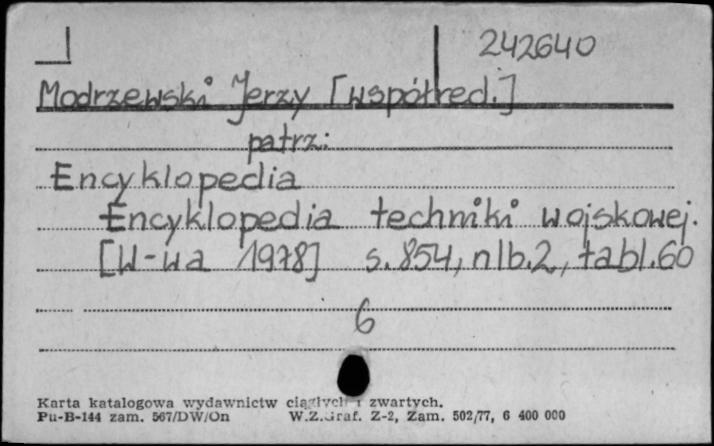 242640
Modrzewski Jerzy [współred.]
patrz:
Encyklopedia
Encyklopedia techniki wojskowej.
[W-wa 1978] s. 854, nlb. 2, tabl. 60
6
Karta katalogowa wydawnictw ciągłych i zwartych.
Pu-B-144 zam. 567/DW/On W.Z.Graf. Z-2, Zam. 502/77, 6 400 000